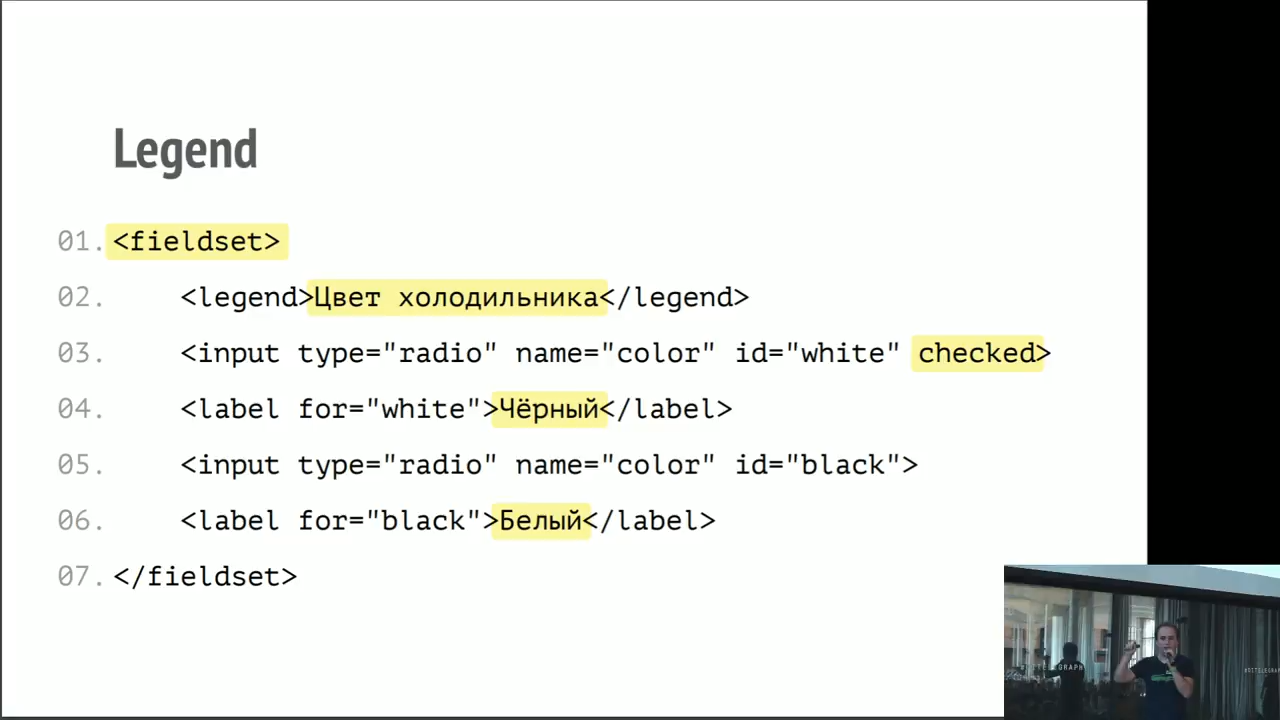 Legend
01. <fieldset>
02. <legend>Цвет холодильника</legend>
03. <input type="radio" name="color" id="white" checked>
04. <label for="white">Чёрный</label>
05. <input type="radio" name="color" id="black">
06. <label for="black">Белый</label>
07. </fieldset>